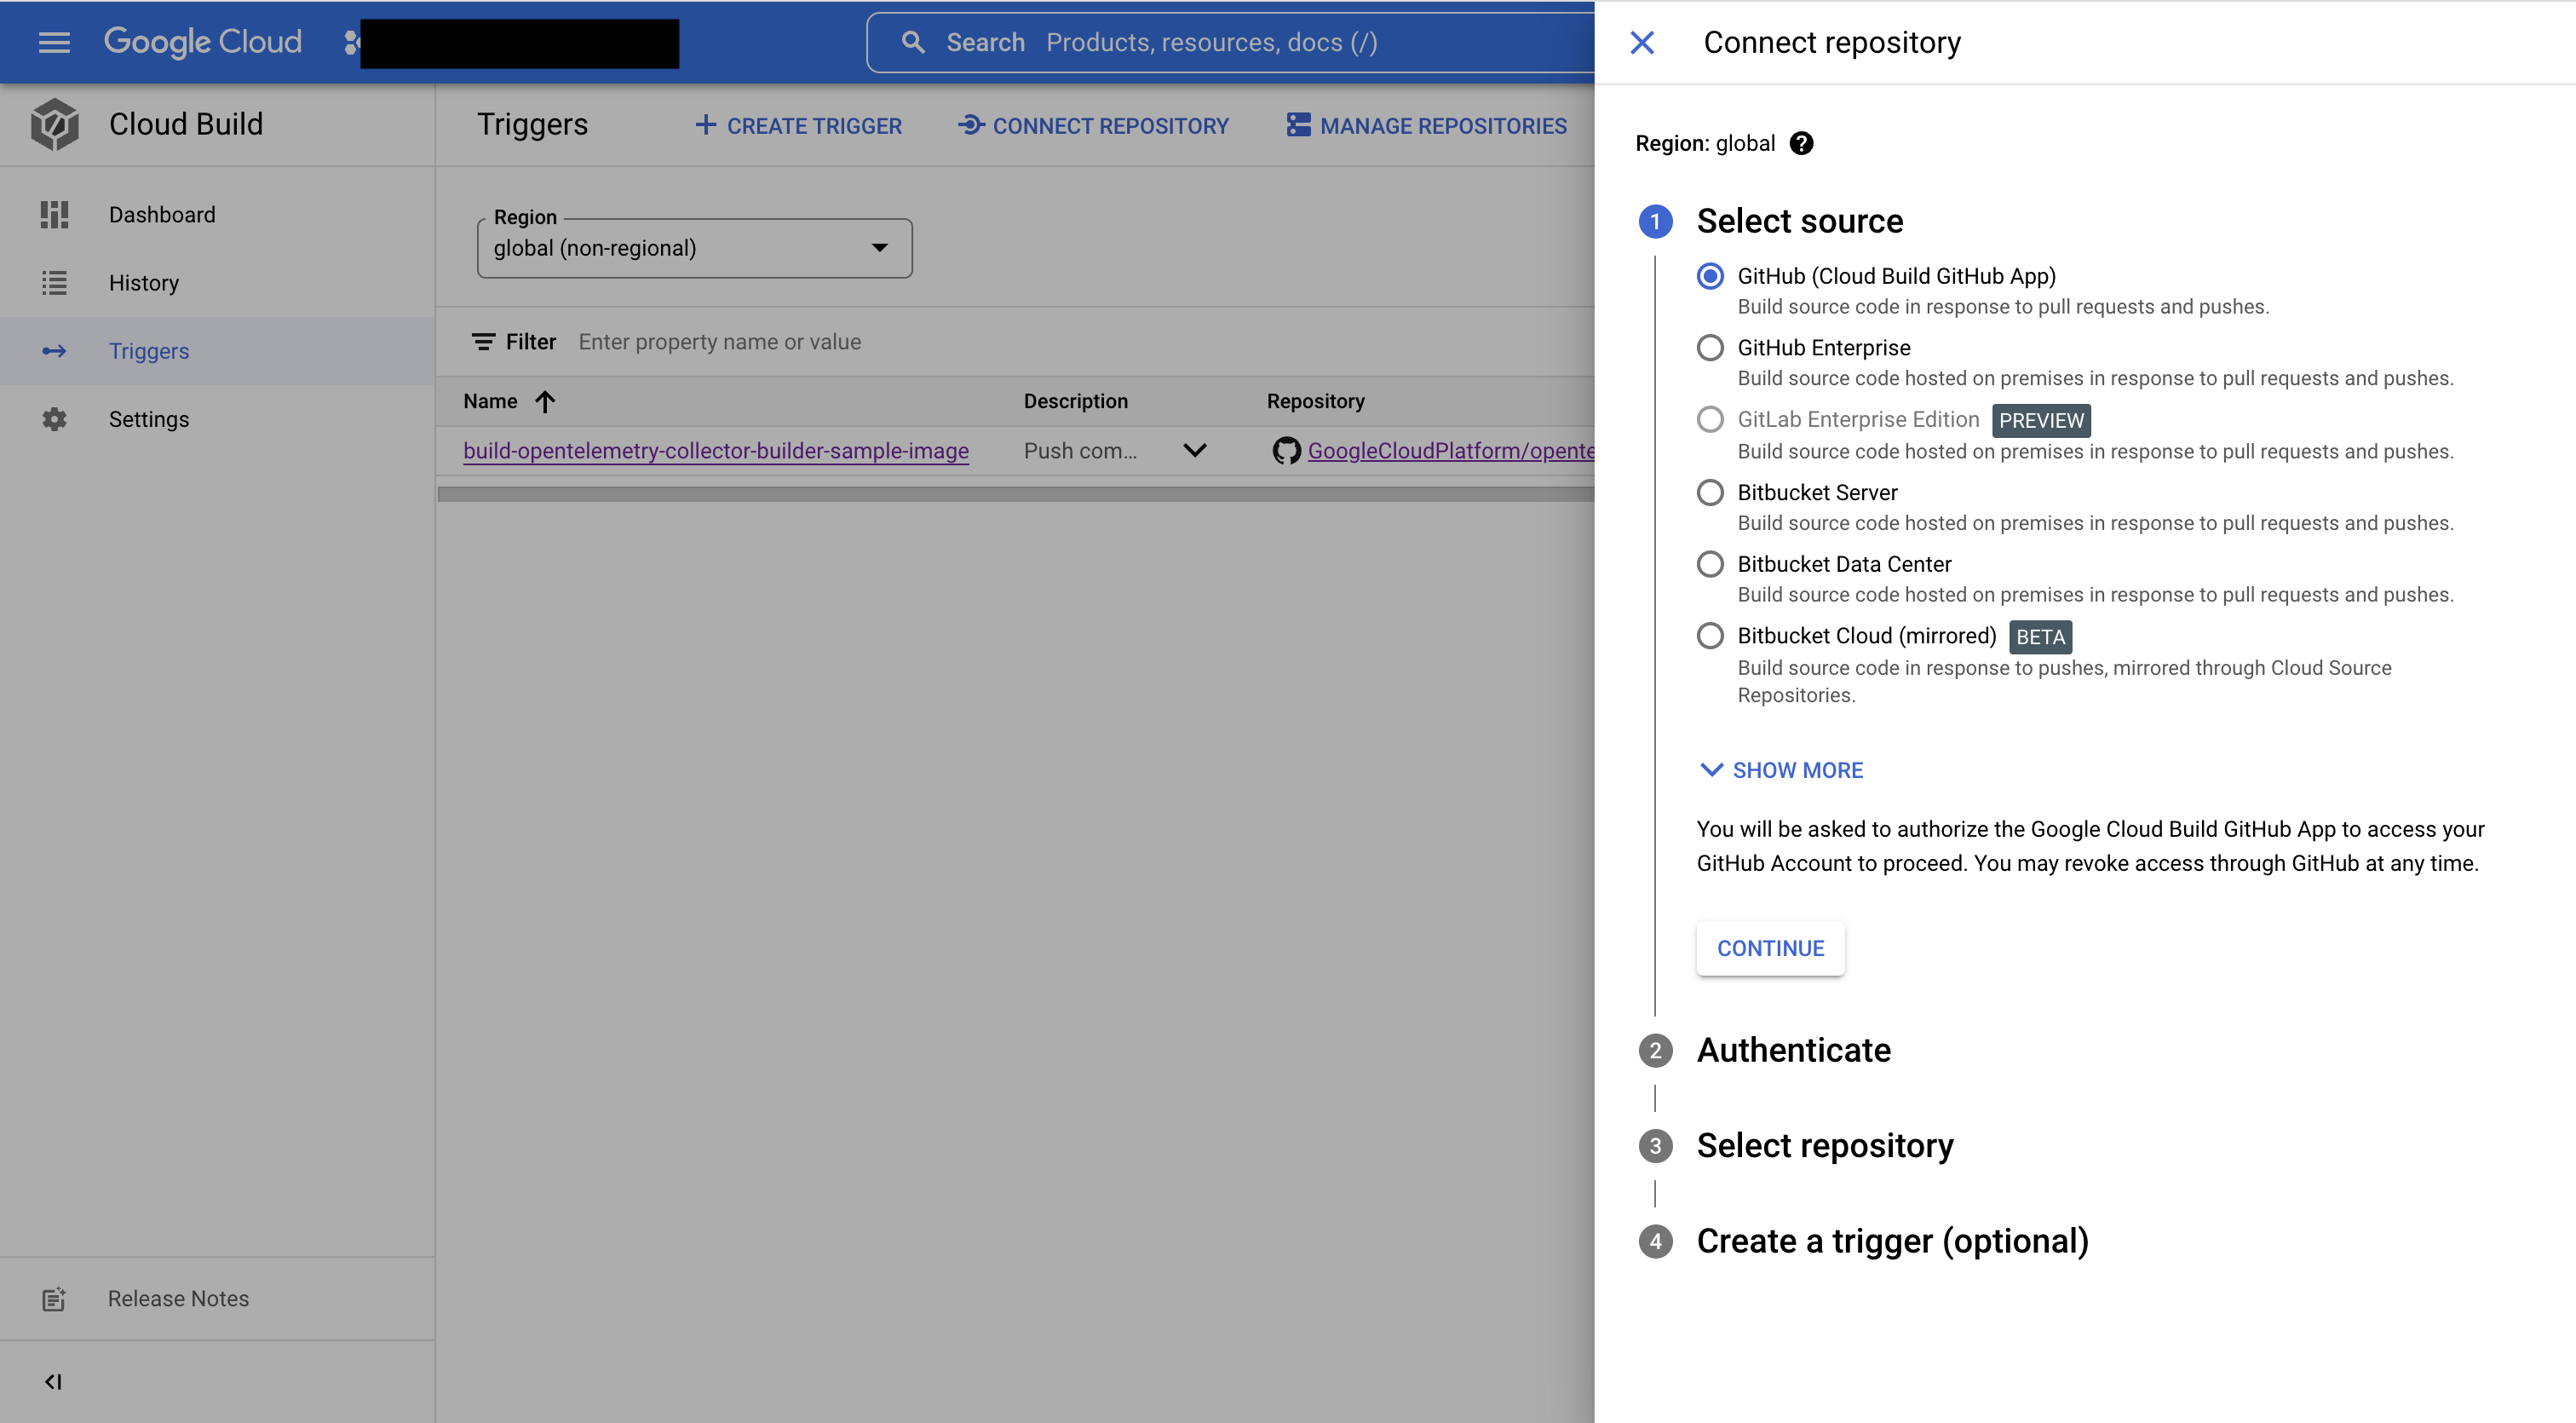 Google Cloud
Search Products, resources, docs (/)
Cloud Build
Dashboard
History
Triggers
Settings
Release Notes
Triggers
CREATE TRIGGER
CONNECT REPOSITORY
MANAGE REPOSITORIES
Region
global (non-regional)
Filter Enter property name or value
Name Description Repository
build-opentelemetry-collector-builder-sample-image Push com... GoogleCloudPlatform/opente
Connect repository
Region: global
1 Select source
GitHub (Cloud Build GitHub App)
Build source code in response to pull requests and pushes.
GitHub Enterprise
Build source code hosted on premises in response to pull requests and pushes.
GitLab Enterprise Edition PREVIEW
Build source code hosted on premises in response to pull requests and pushes.
Bitbucket Server
Build source code hosted on premises in response to pull requests and pushes.
Bitbucket Data Center
Build source code hosted on premises in response to pull requests and pushes.
Bitbucket Cloud (mirrored) BETA
Build source code in response to pushes, mirrored through Cloud Source
Repositories.
SHOW MORE
You will be asked to authorize the Google Cloud Build GitHub App to access your
GitHub Account to proceed. You may revoke access through GitHub at any time.
CONTINUE
2 Authenticate
3 Select repository
4 Create a trigger (optional)